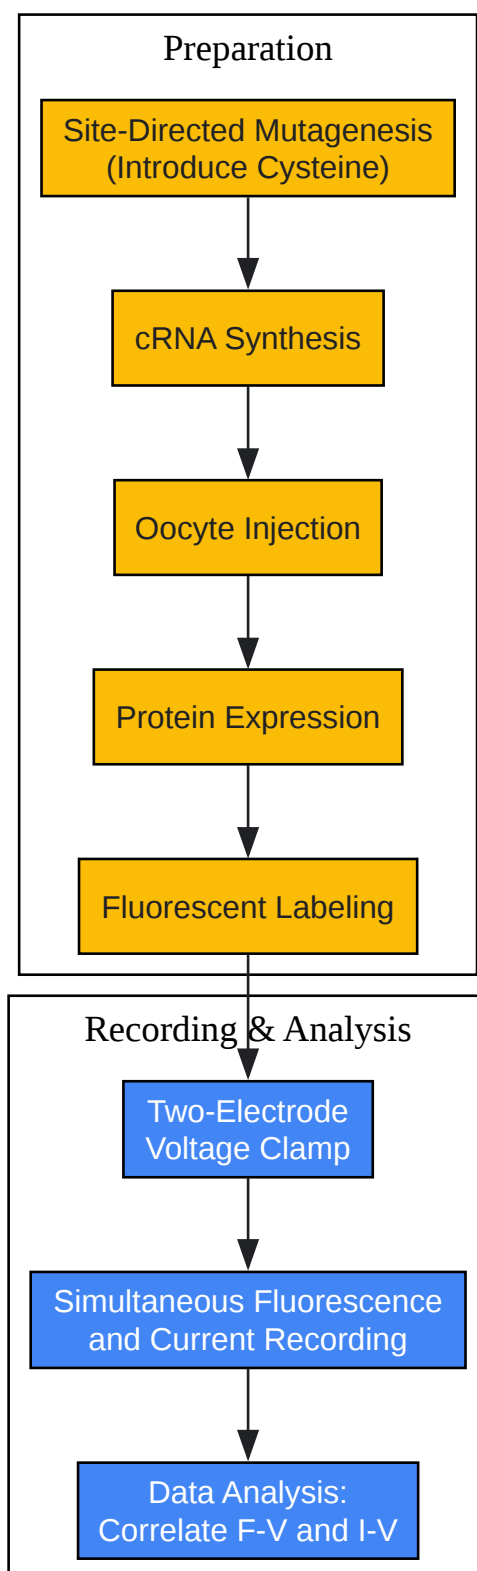 Preparation
Site-Directed Mutagenesis
(Introduce Cysteine)
cRNA Synthesis
Oocyte Injection
Protein Expression
Fluorescent Labeling
Recording & Analysis
Two-Electrode
Voltage Clamp
Simultaneous Fluorescence
and Current Recording
Data Analysis:
Correlate F-V and I-V